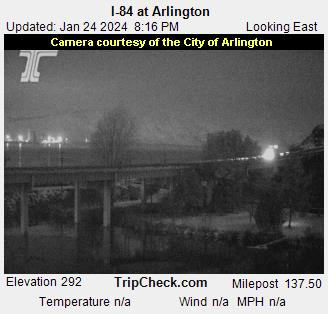 I-84 at Arlington
Updated: Jan 24 2024 8:16 PM Looking East
Camera courtesy of the City of Arlington
Elevation 292 TripCheck.com Milepost 137.50
Temperature n/a Wind n/a MPH n/a